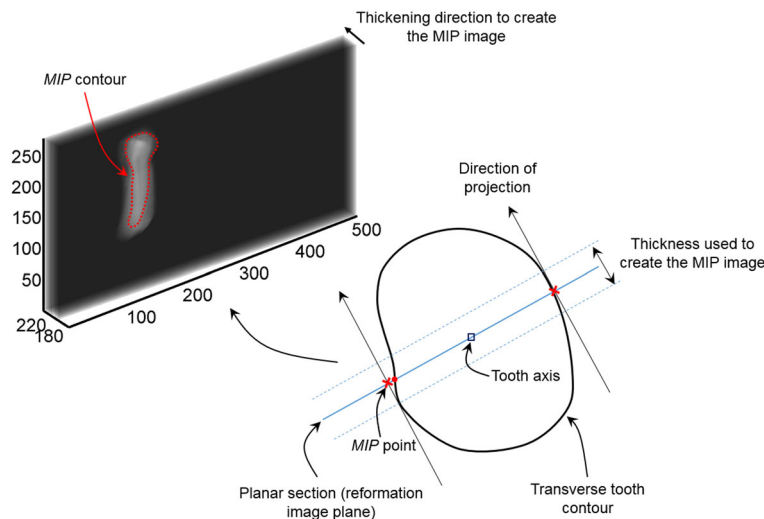 Thickening direction to create
the MIP image
MIP contour
250
200
150
100
50
220
180
100
200
300
400
500
Direction of
projection
Thickness used to
create the MIP image
Tooth axis
MIP point
Planar section (reformation
image plane)
Transverse tooth
contour